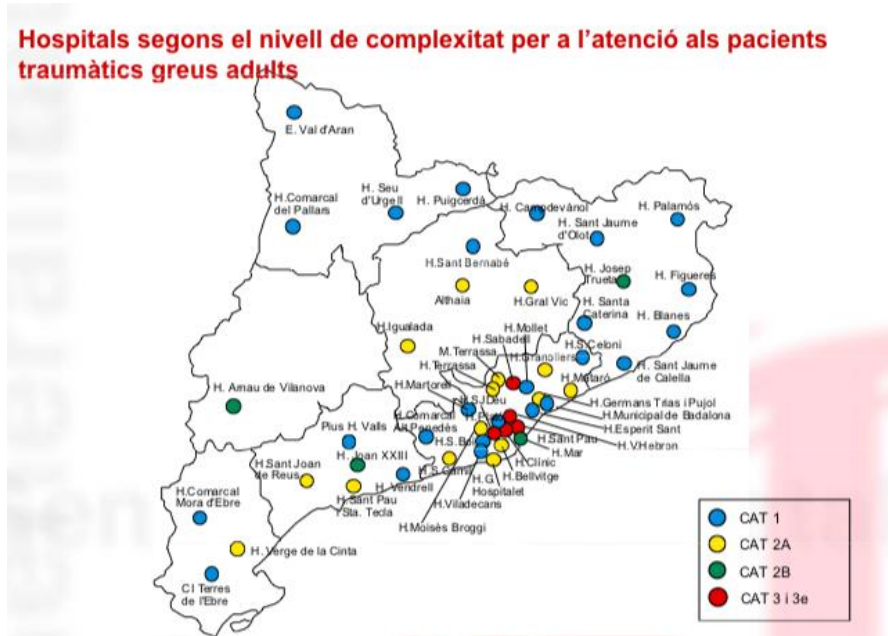 Hospitals segons el nivell de complexitat per a l'atenció als pacients
traumàtics greus adults
E. Val d'Aran
H.Comarcal
del Pallars
H. Seu
d'Urgell
H. Puigcerdà
H. Campdevànol
H. Sant Jaume
d'Olot
H. Palamós
H.Sant Bernabé
Althaia
H.Gral Vic
H. Josep
Trueta
H. Figueres
H. Santa
Caterina
H. Blanes
H.Igualada
H.Mollet
H.Sabadell
M.Terrassa
H.Granollers
H.S.Celoni
H.Terrassa
H. Sant Jaume
de Calella
H.Martorell
H.Mataró
H. Arnau de Vilanova
H.SJDeu
H.Germans Trias i Pujol
H.Municipal de Badalona
H.Comarcal
Alt Penedès
H.Esperit Sant
Pius H. Valls
H. Sant Pau
H.V.Hebron
H.S.Boi
H. Mar
H. Joan XXIII
H.Clínic
H.Sant Joan
de Reus
H.S.Camil
H.Bellvitge
H. Vendrell
H.G.
Hospitalet
H.Comarcal
Mora d'Ebre
H. Sant Pau
i Sta. Tecla
H.Viladecans
H.Moisès Broggi
H. Verge de la Cinta
CI Terres
de l'Ebre
CAT 1
CAT 2A
CAT 2B
CAT 3 i 3e